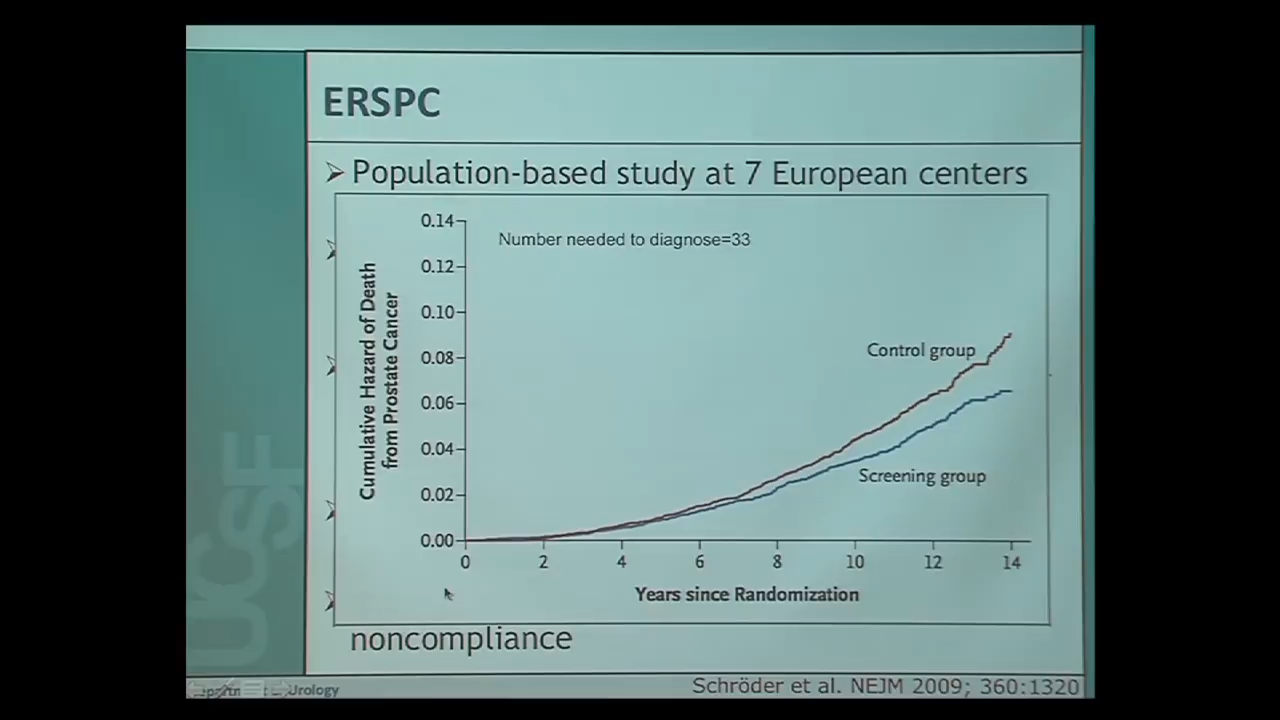 ERSPC
Population-based study at 7 European centers
Number needed to diagnose=33
0.14
0.12
0.10
0.08
0.06
0.04
0.02
0.00
Cumulative Hazard of Death
from Prostate Cancer
Control group
Screening group
0 2 4 6 8 10 12 14
Years since Randomization
noncompliance
UCSF
Urology
Schröder et al. NEJM 2009; 360:1320